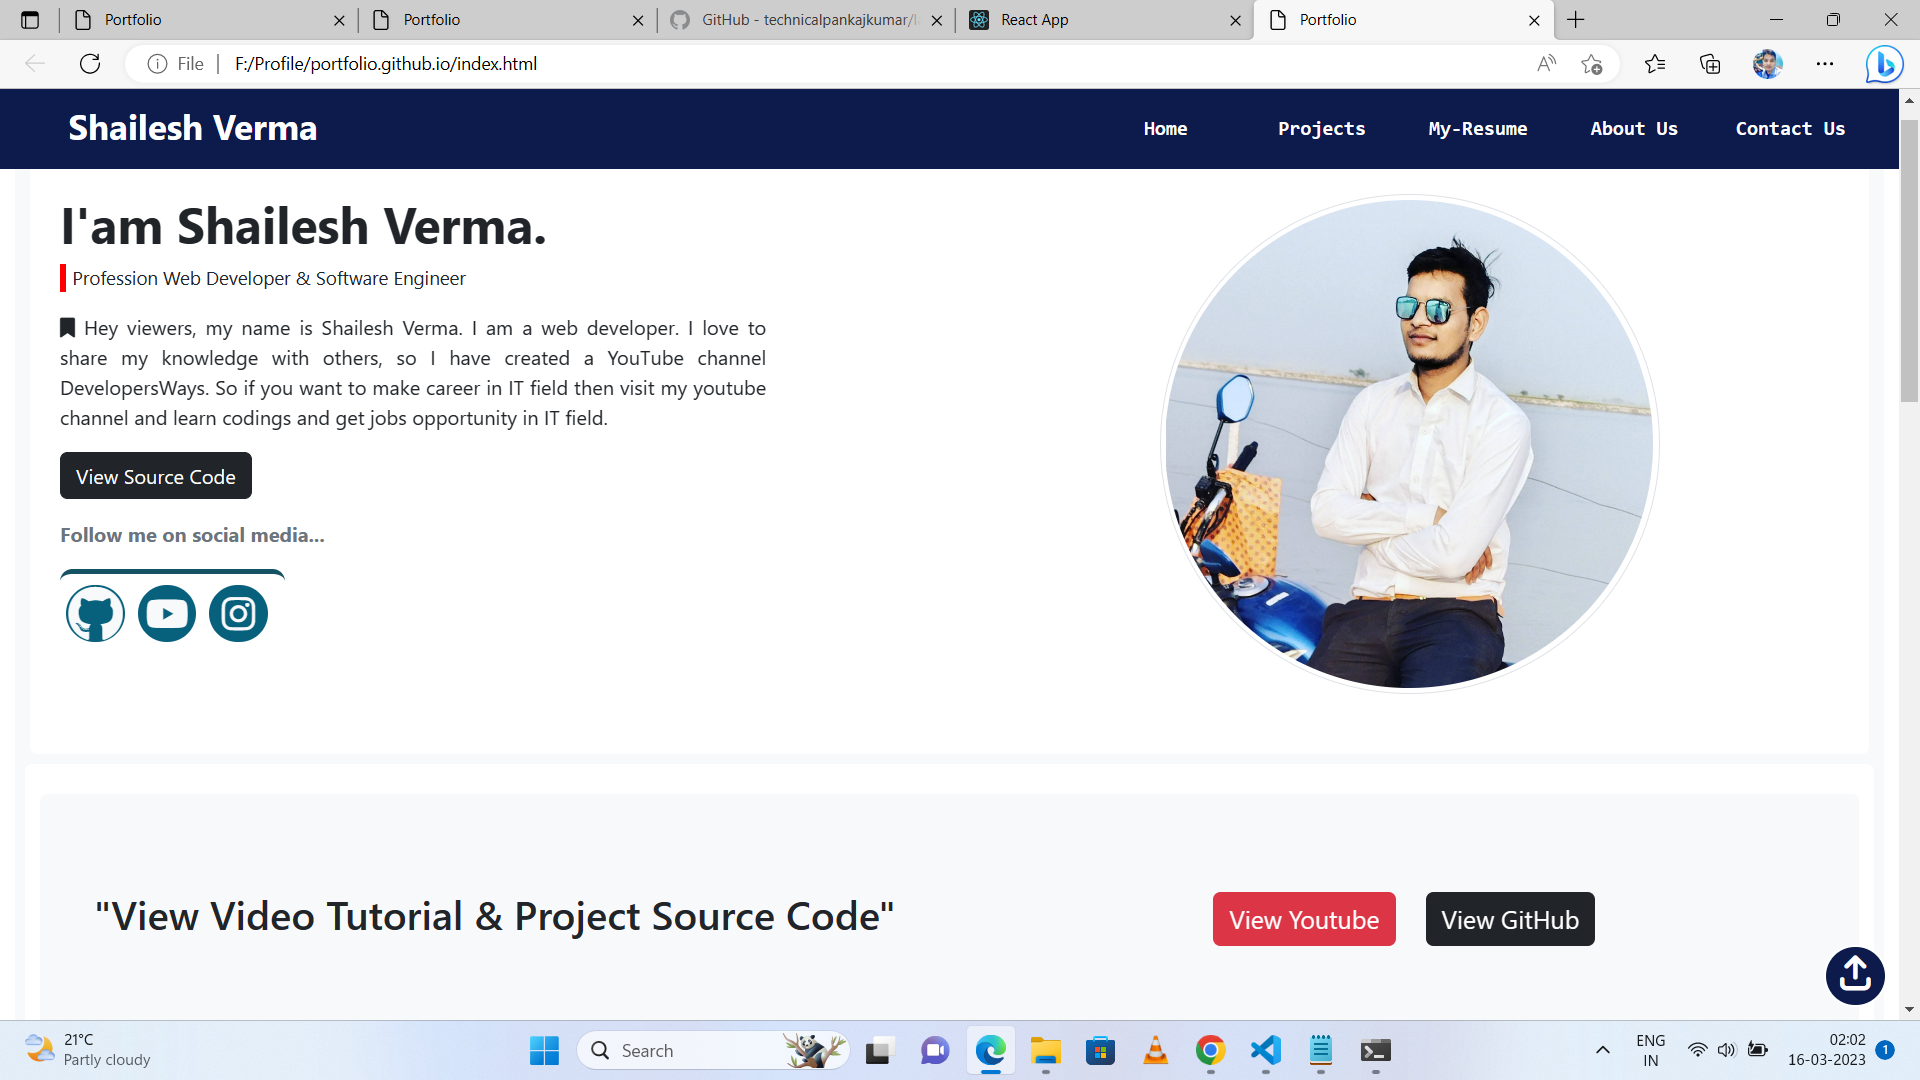 Portfolio
Portfolio
GitHub - technicalpankajkumar/l
React App
Portfolio
File
F:/Profile/portfolio.github.io/index.html
Shailesh Verma
Home
Projects
My-Resume
About Us
Contact Us
I'am Shailesh Verma.
Profession Web Developer & Software Engineer
Hey viewers, my name is Shailesh Verma. I am a web developer. I love to
share my knowledge with others, so I have created a YouTube channel
DevelopersWays. So if you want to make career in IT field then visit my youtube
channel and learn codings and get jobs opportunity in IT field.
View Source Code
Follow me on social media...
"View Video Tutorial & Project Source Code"
View Youtube
View GitHub
21°C
Partly cloudy
Search
ENG
IN
02:02
16-03-2023
1